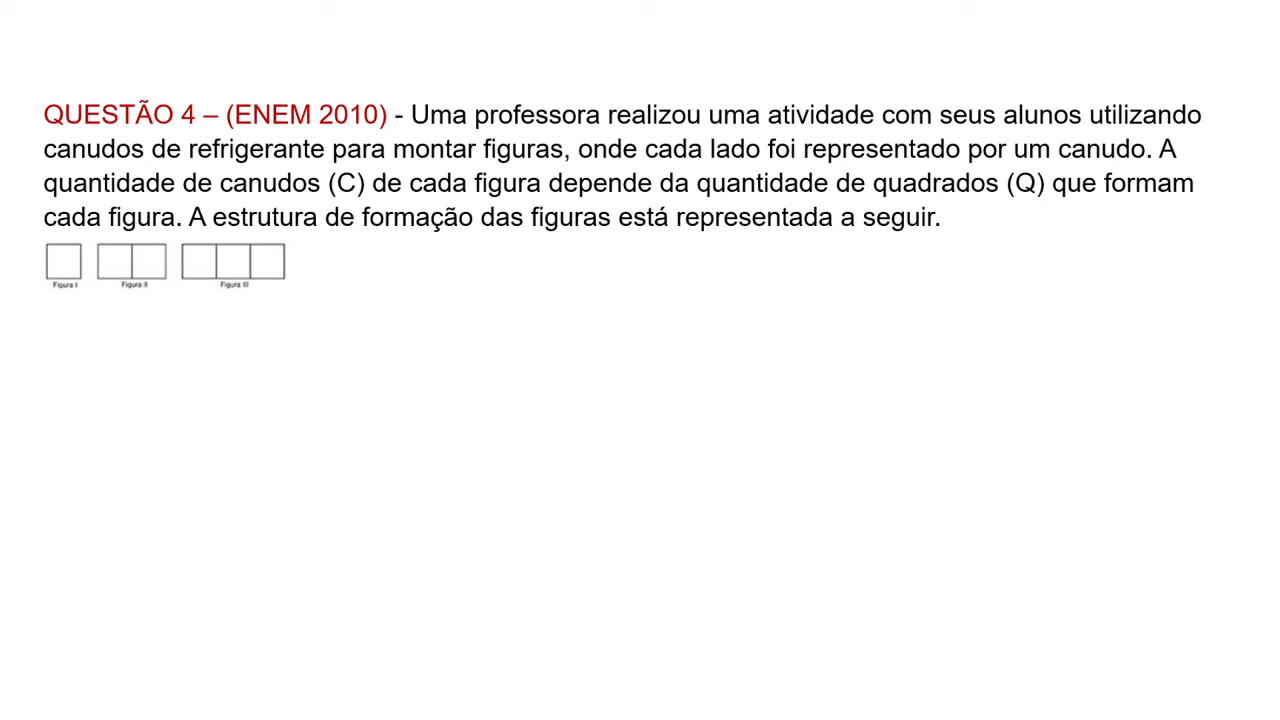 QUESTÃO 4 – (ENEM 2010) - Uma professora realizou uma atividade com seus alunos utilizando
canudos de refrigerante para montar figuras, onde cada lado foi representado por um canudo. A
quantidade de canudos (C) de cada figura depende da quantidade de quadrados (Q) que formam
cada figura. A estrutura de formação das figuras está representada a seguir.
Figura I Figura II Figura III